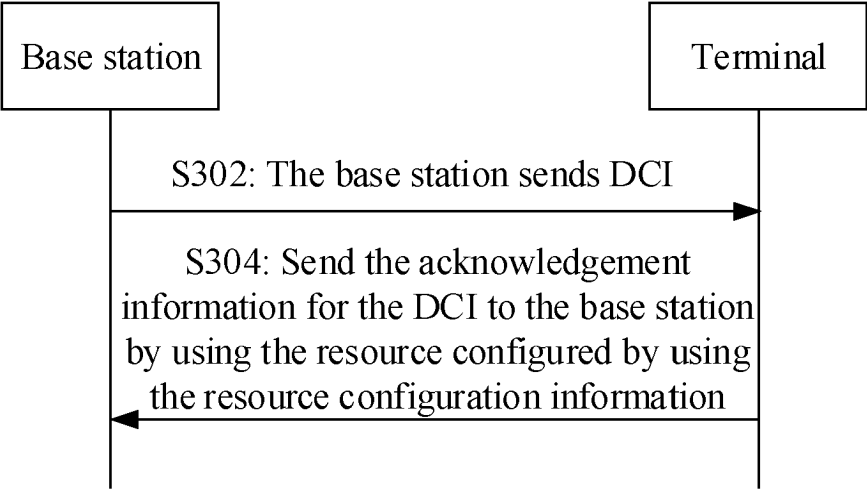 Base station
Terminal
S302: The base station sends DCI
S304: Send the acknowledgement
information for the DCI to the base station
by using the resource configured by using
the resource configuration information